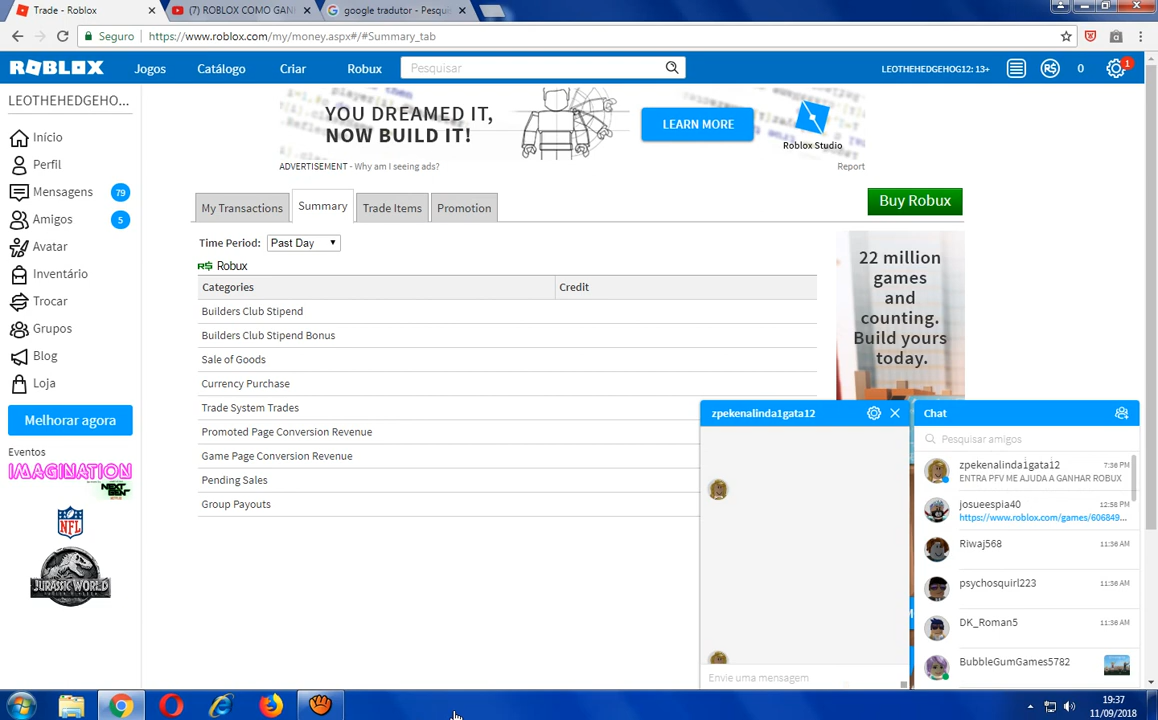 Trade - Roblox
(7) ROBLOX COMO GAN
google tradutor - Pesqu
Seguro
https://www.roblox.com/my/money.aspx#/#Summary_tab
ROBLOX
Jogos
Catálogo
Criar
Robux
Pesquisar
LEOTHEHEDGEHOG12: 13+
R$
0
1
LEOTHEHEDGEHO...
Início
Perfil
Mensagens
79
Amigos
5
Avatar
Inventário
Trocar
Grupos
Blog
Loja
Melhorar agora
Eventos
IMAGINATION
NEXT GEN
NFL
JURASSIC WORLD
YOU DREAMED IT,
NOW BUILD IT!
LEARN MORE
Roblox Studio
ADVERTISEMENT - Why am I seeing ads?
Report
My Transactions
Summary
Trade Items
Promotion
Buy Robux
Time Period:
Past Day
R$ Robux
Categories
Credit
Builders Club Stipend
Builders Club Stipend Bonus
Sale of Goods
Currency Purchase
Trade System Trades
Promoted Page Conversion Revenue
Game Page Conversion Revenue
Pending Sales
Group Payouts
22 million
games
and
counting.
Build yours
today.
zpekenalinda1gata12
Envie uma mensagem
Chat
Pesquisar amigos
zpekenalinda1gata12
7:36 PM
ENTRA PFV ME AJUDA A GANHAR ROBUX
josueespia40
12:58 PM
https://www.roblox.com/games/606849...
Riwaj568
11:36 AM
psychosquirl223
11:36 AM
DK_Roman5
11:36 AM
BubbleGumGames5782
19:37
11/09/2018